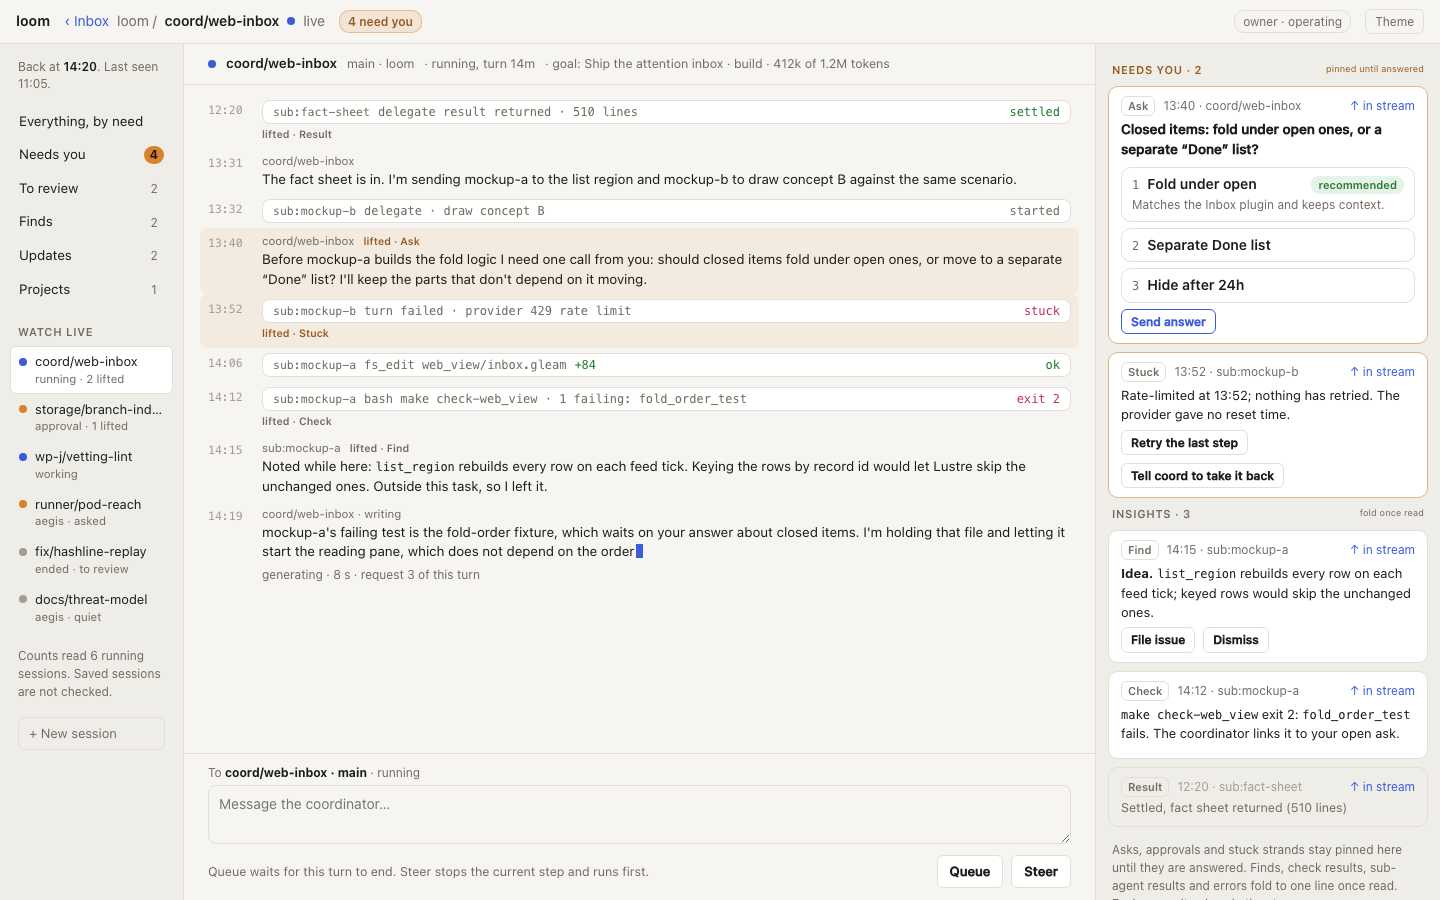 loom ‹ Inbox loom / coord/web-inbox live 4 need you owner · operating Theme
Back at 14:20. Last seen
11:05.
Everything, by need
Needs you 4
To review 2
Finds 2
Updates 2
Projects 1
WATCH LIVE
coord/web-inbox
running · 2 lifted
storage/branch-ind...
approval · 1 lifted
wp-j/vetting-lint
working
runner/pod-reach
aegis · asked
fix/hashline-replay
ended · to review
docs/threat-model
aegis · quiet
Counts read 6 running
sessions. Saved sessions
are not checked.
+ New session
coord/web-inbox main · loom · running, turn 14m · goal: Ship the attention inbox · build · 412k of 1.2M tokens
12:20 sub:fact-sheet delegate result returned · 510 lines settled
lifted · Result
13:31 coord/web-inbox
The fact sheet is in. I'm sending mockup-a to the list region and mockup-b to draw concept B against the same scenario.
13:32 sub:mockup-b delegate · draw concept B started
13:40 coord/web-inbox lifted · Ask
Before mockup-a builds the fold logic I need one call from you: should closed items fold under open ones, or move to a separate
“Done” list? I'll keep the parts that don't depend on it moving.
13:52 sub:mockup-b turn failed · provider 429 rate limit stuck
lifted · Stuck
14:06 sub:mockup-a fs_edit web_view/inbox.gleam +84 ok
14:12 sub:mockup-a bash make check-web_view · 1 failing: fold_order_test exit 2
lifted · Check
14:15 sub:mockup-a lifted · Find
Noted while here: list_region rebuilds every row on each feed tick. Keying the rows by record id would let Lustre skip the
unchanged ones. Outside this task, so I left it.
14:19 coord/web-inbox · writing
mockup-a's failing test is the fold-order fixture, which waits on your answer about closed items. I'm holding that file and letting it
start the reading pane, which does not depend on the order
generating · 8 s · request 3 of this turn
To coord/web-inbox · main · running
Message the coordinator...
Queue waits for this turn to end. Steer stops the current step and runs first. Queue Steer
NEEDS YOU · 2 pinned until answered
Ask 13:40 · coord/web-inbox ↑ in stream
Closed items: fold under open ones, or a
separate “Done” list?
1 Fold under open recommended
Matches the Inbox plugin and keeps context.
2 Separate Done list
3 Hide after 24h
Send answer
Stuck 13:52 · sub:mockup-b ↑ in stream
Rate-limited at 13:52; nothing has retried. The
provider gave no reset time.
Retry the last step
Tell coord to take it back
INSIGHTS · 3 fold once read
Find 14:15 · sub:mockup-a ↑ in stream
Idea. list_region rebuilds every row on each
feed tick; keyed rows would skip the unchanged
ones.
File issue Dismiss
Check 14:12 · sub:mockup-a ↑ in stream
make check-web_view exit 2: fold_order_test
fails. The coordinator links it to your open ask.
Result 12:20 · sub:fact-sheet ↑ in stream
Settled, fact sheet returned (510 lines)
Asks, approvals and stuck strands stay pinned here
until they are answered. Finds, check results, sub-
agent results and errors fold to one line once read.